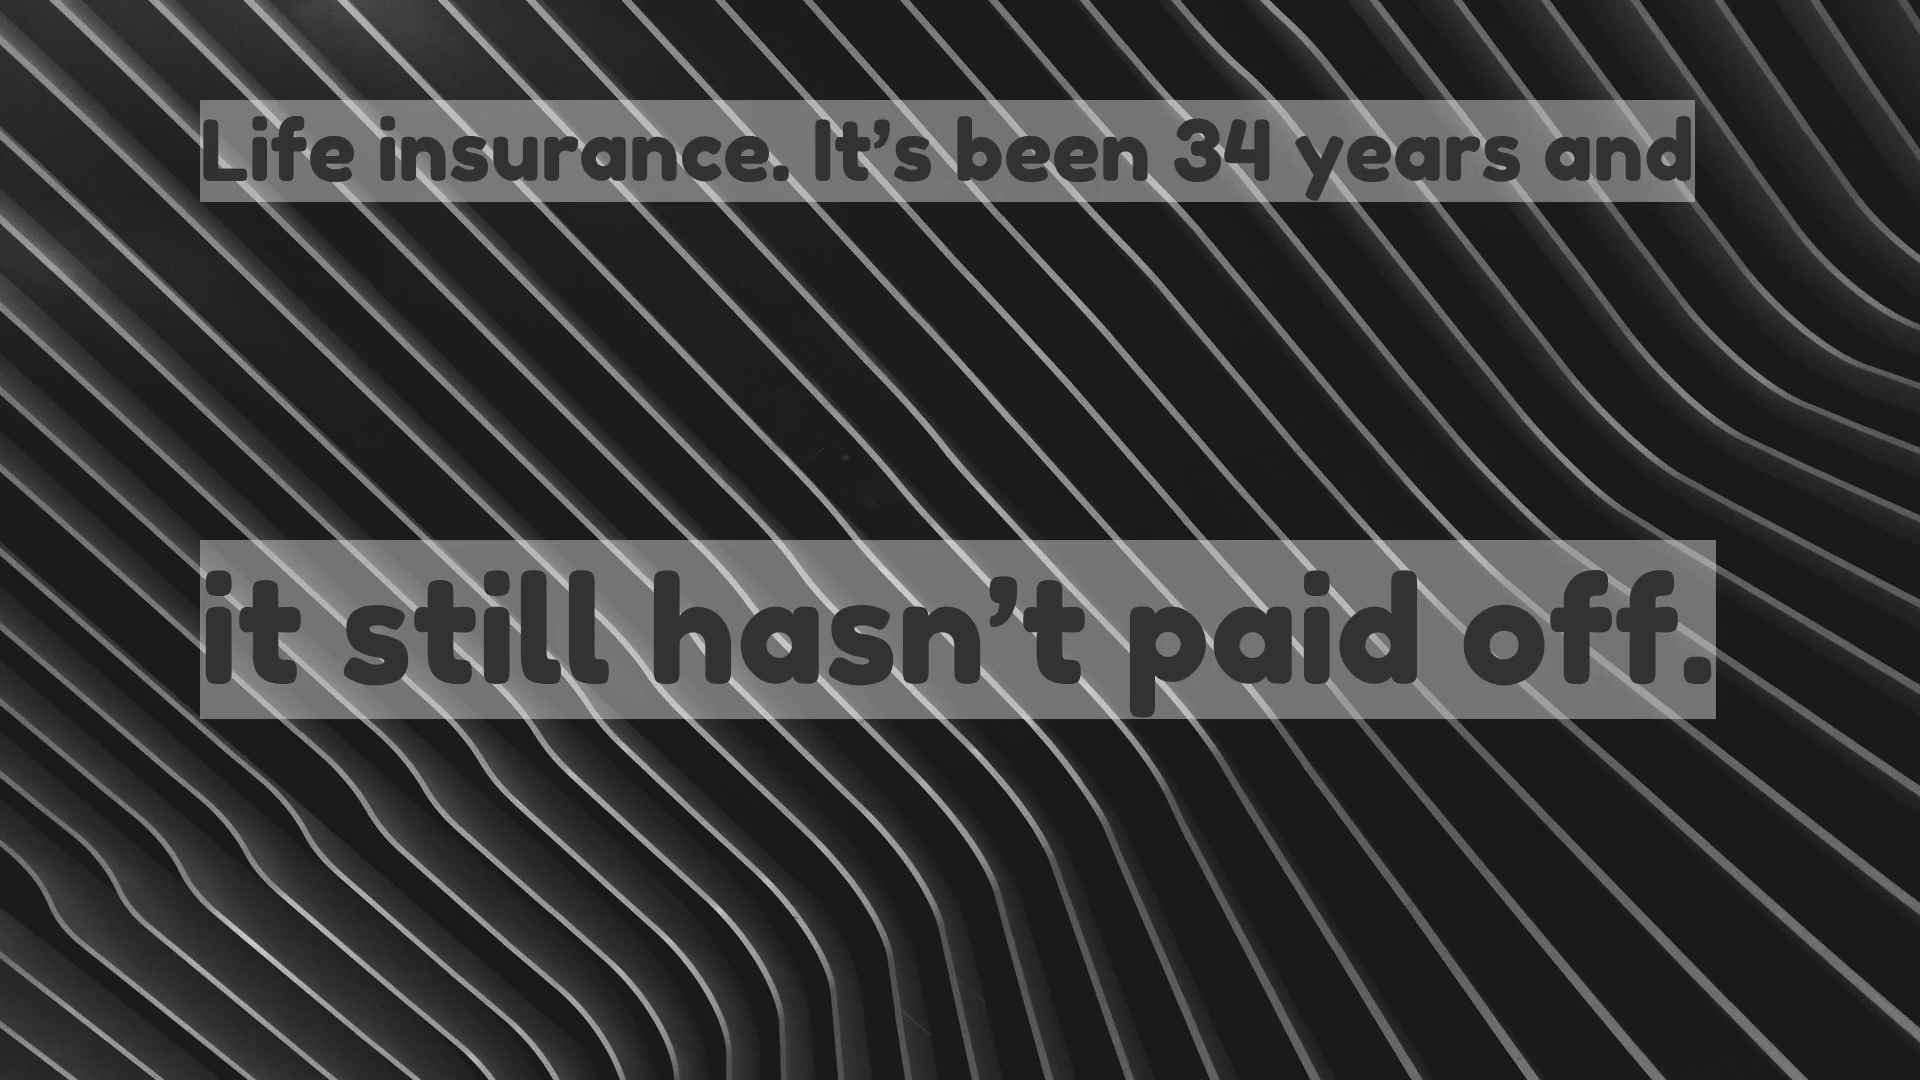 Life insurance. It’s been 34 years and
it still hasn’t paid off.